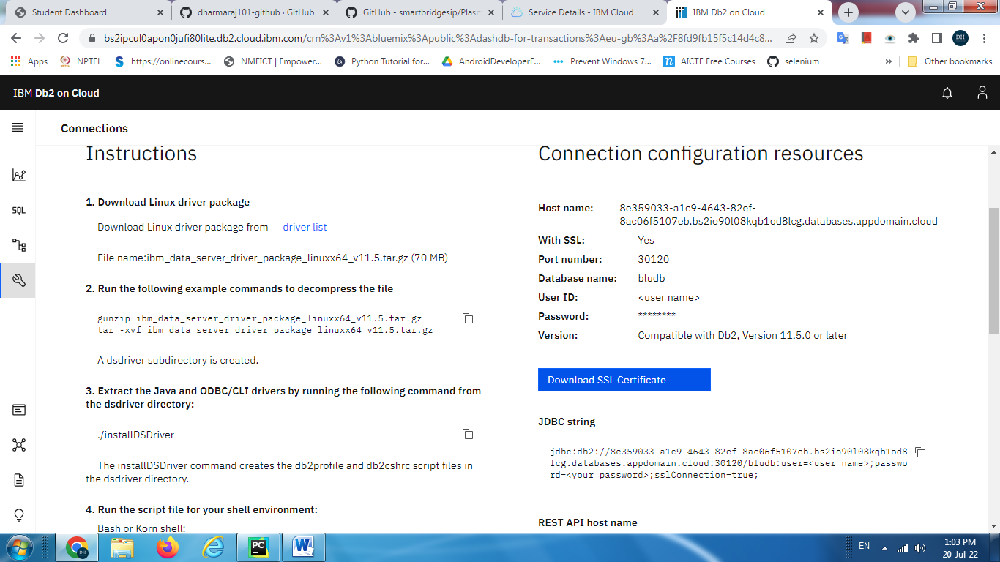 Student Dashboard
dharmaraj101-github · GitHub
GitHub - smartbridgesip/Plasm
Service Details - IBM Cloud
IBM Db2 on Cloud
bs2ipcul0apon0jufi80lite.db2.cloud.ibm.com/crn%3Av1%3Abluemix%3Apublic%3Adashdb-for-transactions%3Aeu-gb%3Aa%2F8fd9fb15f5c14d4c8...
DH
Apps
NPTEL
https://onlinecours...
NMEICT | Empower...
Python Tutorial for...
AndroidDeveloperF...
Prevent Windows 7...
AICTE Free Courses
selenium
»
Other bookmarks
IBM Db2 on Cloud
Connections
SQL
Instructions
1. Download Linux driver package
Download Linux driver package from driver list
File name:ibm_data_server_driver_package_linuxx64_v11.5.tar.gz (70 MB)
2. Run the following example commands to decompress the file
gunzip ibm_data_server_driver_package_linuxx64_v11.5.tar.gz
tar -xvf ibm_data_server_driver_package_linuxx64_v11.5.tar.gz
A dsdriver subdirectory is created.
3. Extract the Java and ODBC/CLI drivers by running the following command from
the dsdriver directory:
./installDSDriver
The installDSDriver command creates the db2profile and db2cshrc script files in
the dsdriver directory.
4. Run the script file for your shell environment:
Bash or Korn shell:
Connection configuration resources
Host name: 8e359033-a1c9-4643-82ef-
8ac06f5107eb.bs2io90l08kqb1od8lcg.databases.appdomain.cloud
With SSL: Yes
Port number: 30120
Database name: bludb
User ID: <user name>
Password: ********
Version: Compatible with Db2, Version 11.5.0 or later
Download SSL Certificate
JDBC string
jdbc:db2://8e359033-a1c9-4643-82ef-8ac06f5107eb.bs2io90l08kqb1od8
lcg.databases.appdomain.cloud:30120/bludb:user=<user name>;passwo
rd=<your_password>;sslConnection=true;
REST API host name
DH
PC
W
EN
1:03 PM
20-Jul-22